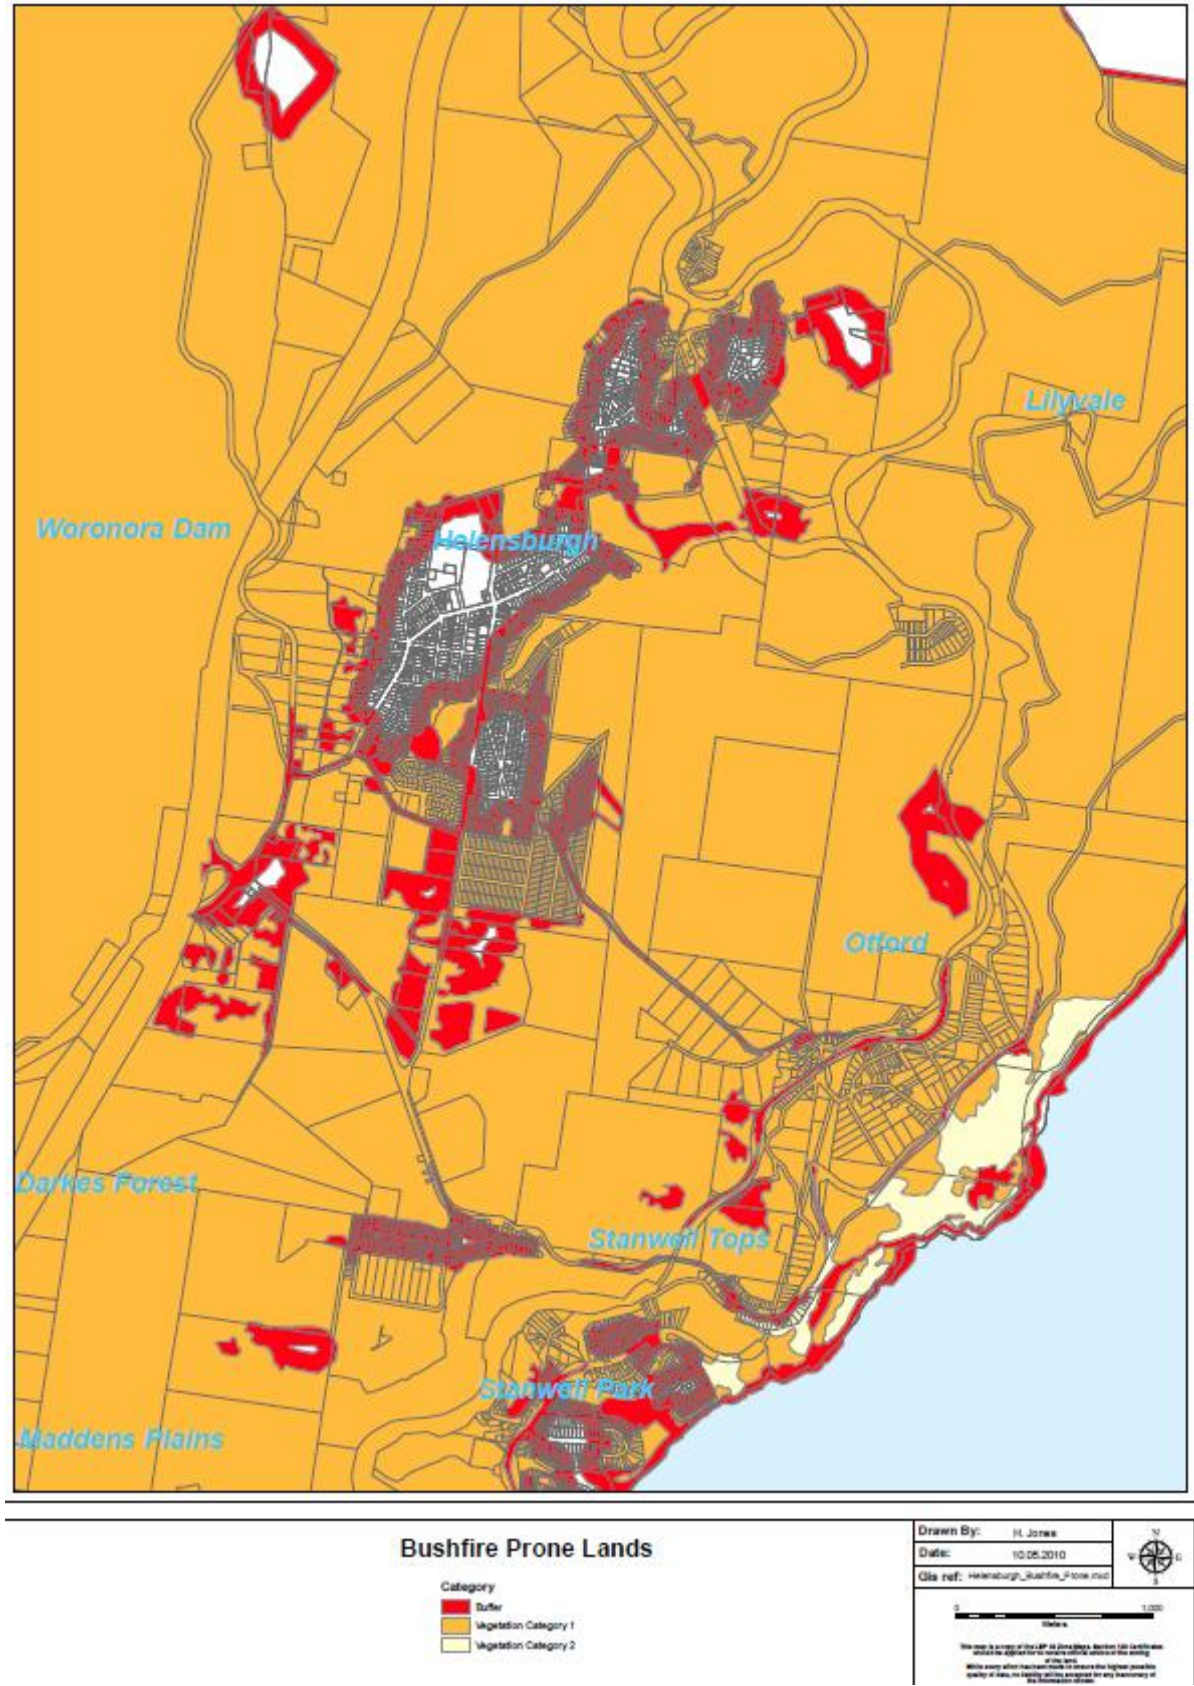 Lilyvale
Woronora Dam
Helensburgh
Otford
Darkes Forest
Stanwell Tops
Stanwell Park
Maddens Plains
Bushfire Prone Lands
Category
Buffer
Vegetation Category 1
Vegetation Category 2
Drawn By: H. Jones
Date: 10.05.2010
Gis ref: Helensburgh_Bushfire_Prone.mxd
N
W
S
0 1,000
Meters